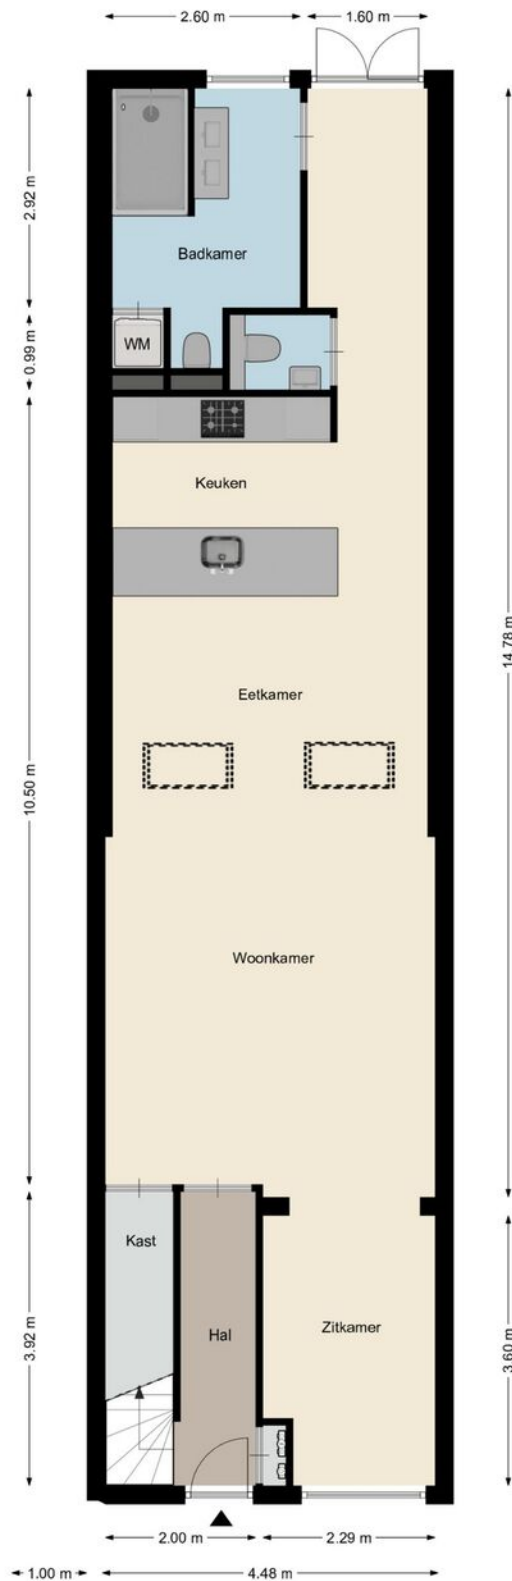 2.60 m
1.60 m
2.92 m
Badkamer
0.99 m
WM
Keuken
14.78 m
Eetkamer
10.50 m
Woonkamer
Kast
3.92 m
Hal
Zitkamer
3.60 m
2.00 m
2.29 m
1.00 m
4.48 m